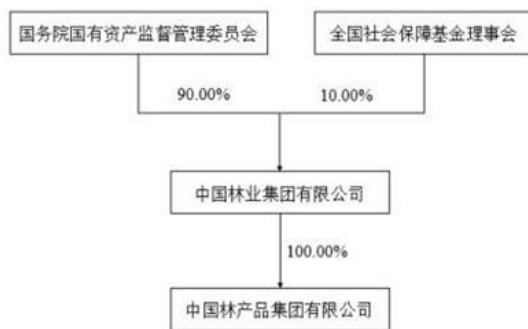 国务院国有资产监督管理委员会
全国社会保障基金理事会
90.00%
10.00%
中国林业集团有限公司
100.00%
中国林产品集团有限公司